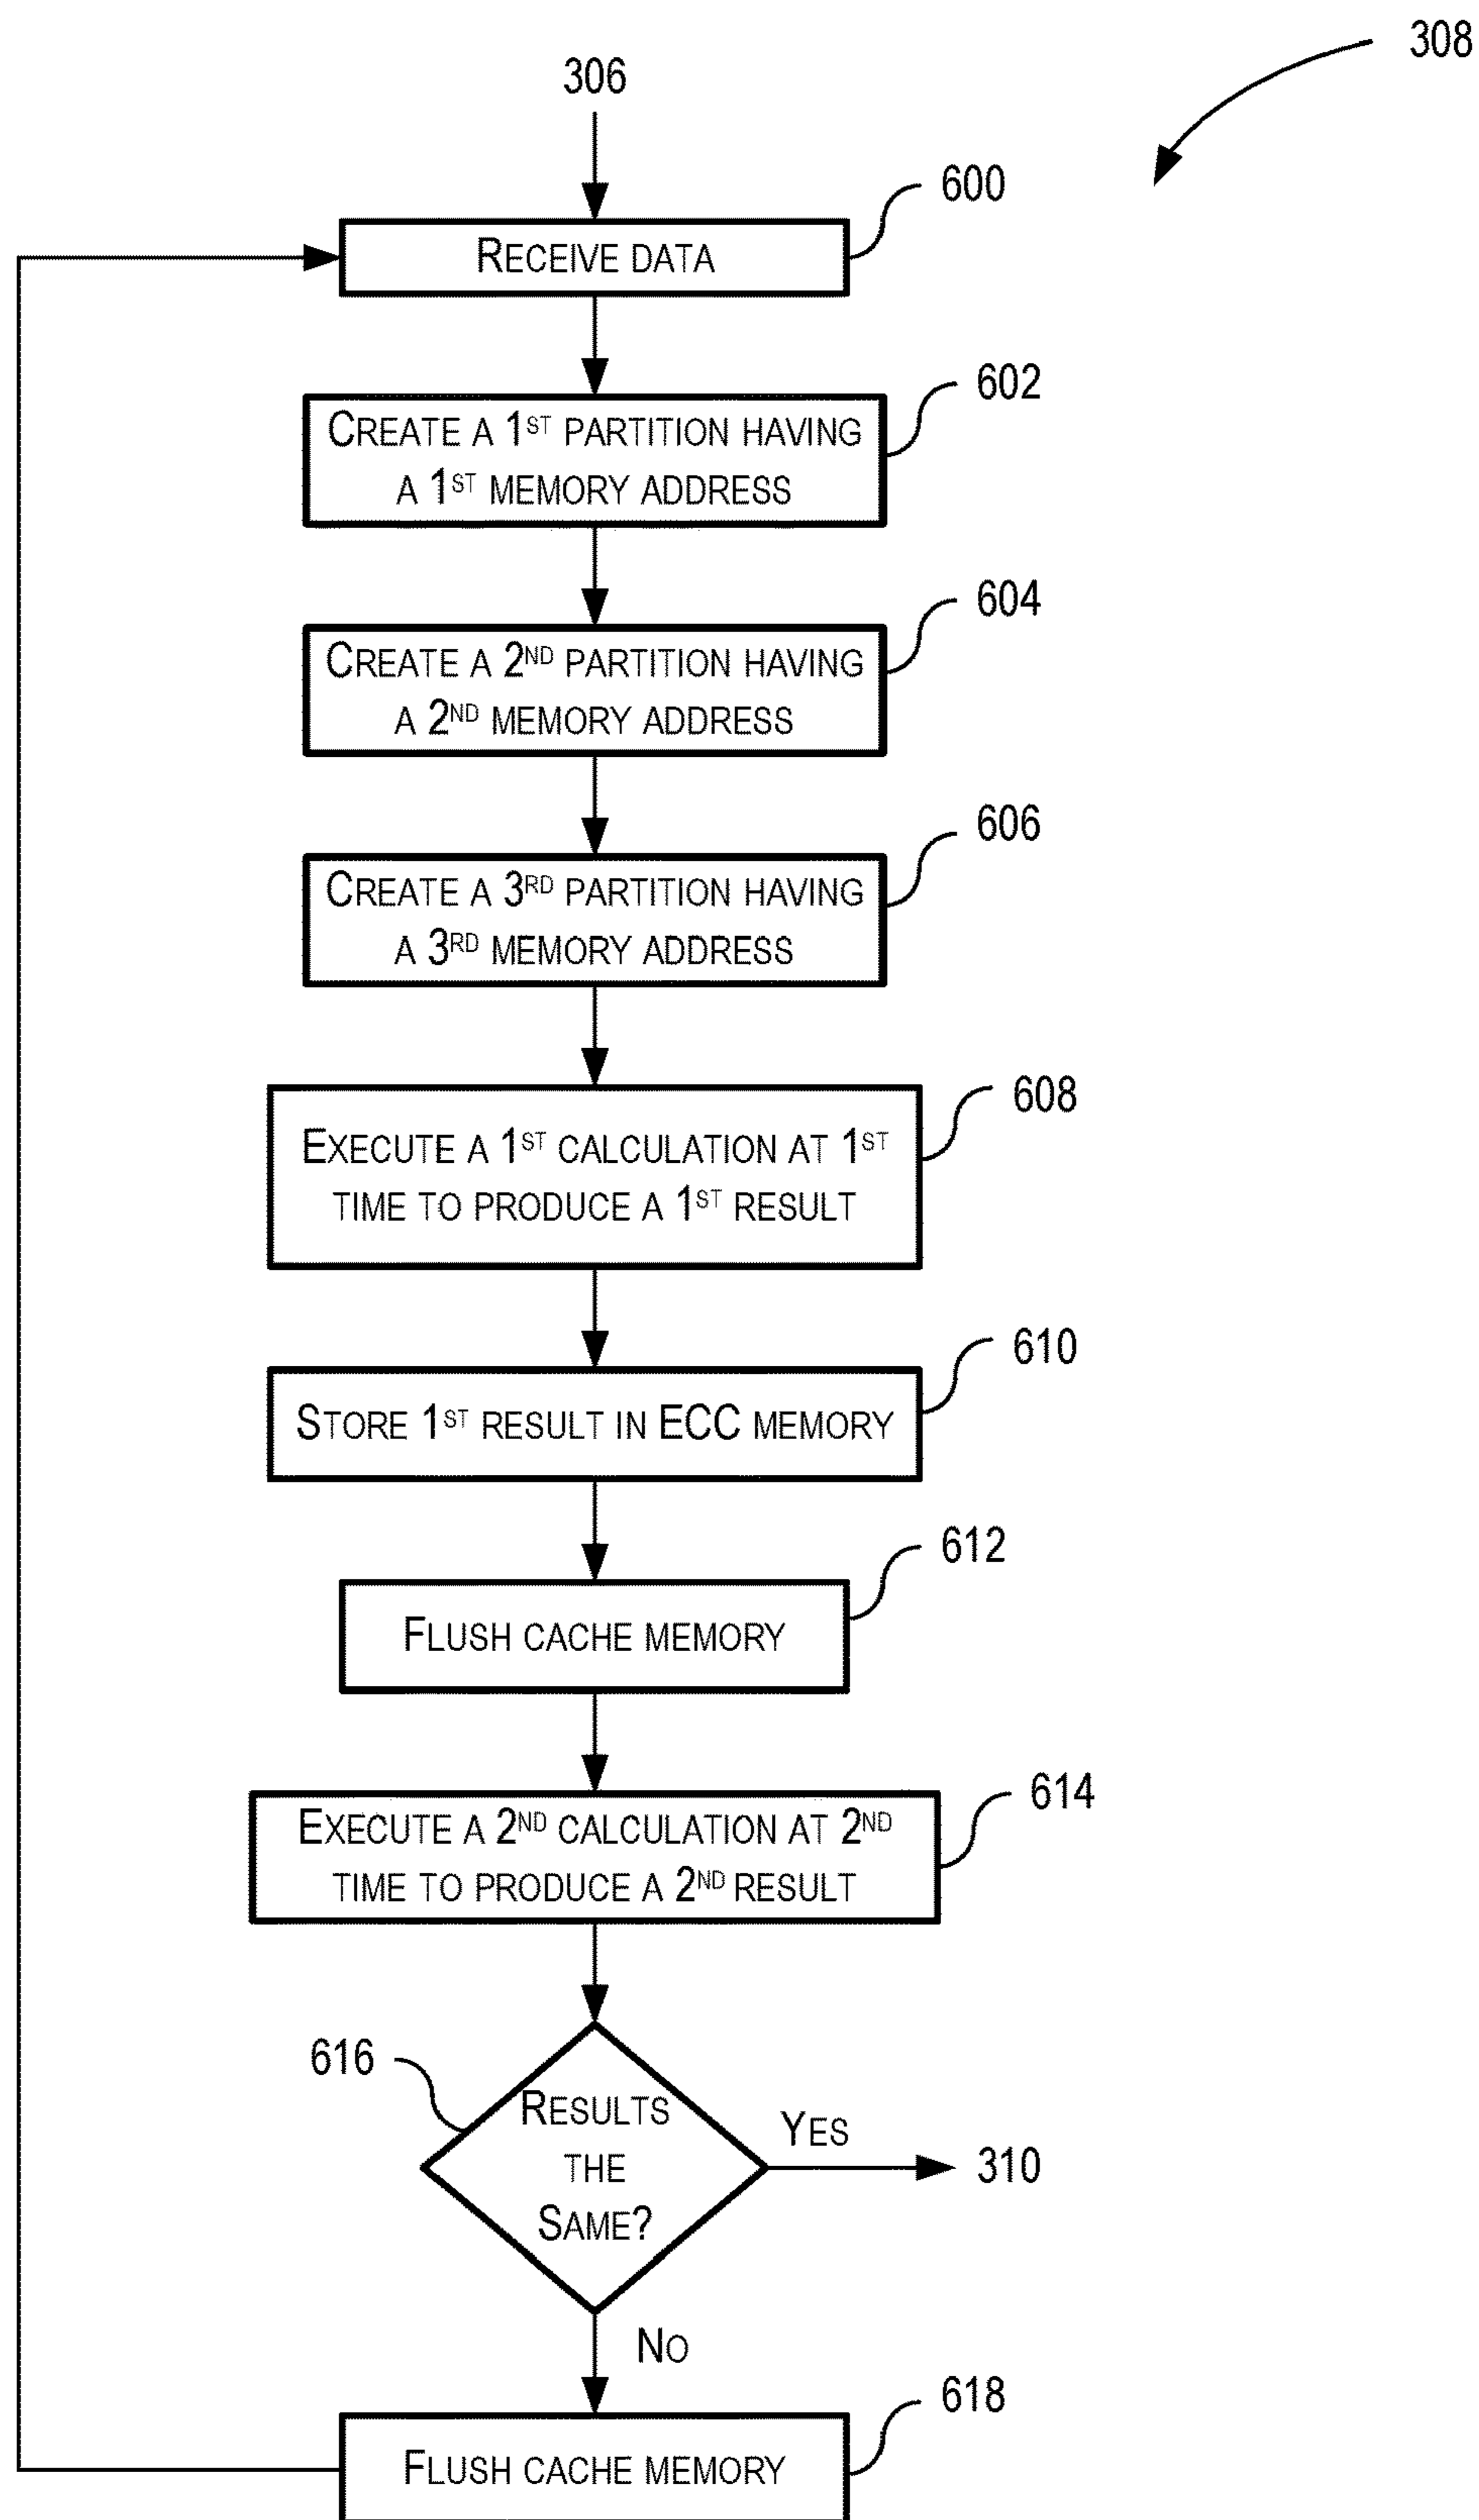 308
306
600
RECEIVE DATA
602
CREATE A 1ST PARTITION HAVING
A 1ST MEMORY ADDRESS
604
CREATE A 2ND PARTITION HAVING
A 2ND MEMORY ADDRESS
606
CREATE A 3RD PARTITION HAVING
A 3RD MEMORY ADDRESS
608
EXECUTE A 1ST CALCULATION AT 1ST
TIME TO PRODUCE A 1ST RESULT
610
STORE 1ST RESULT IN ECC MEMORY
612
FLUSH CACHE MEMORY
614
EXECUTE A 2ND CALCULATION AT 2ND
TIME TO PRODUCE A 2ND RESULT
616
RESULTS
THE
SAME?
YES
310
NO
618
FLUSH CACHE MEMORY